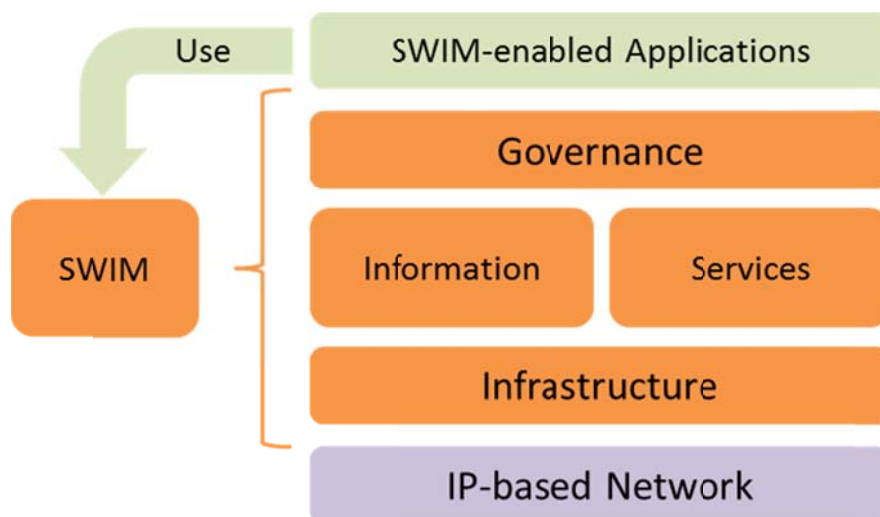 Use
SWIM-enabled Applications
Governance
SWIM
Information
Services
Infrastructure
IP-based Network